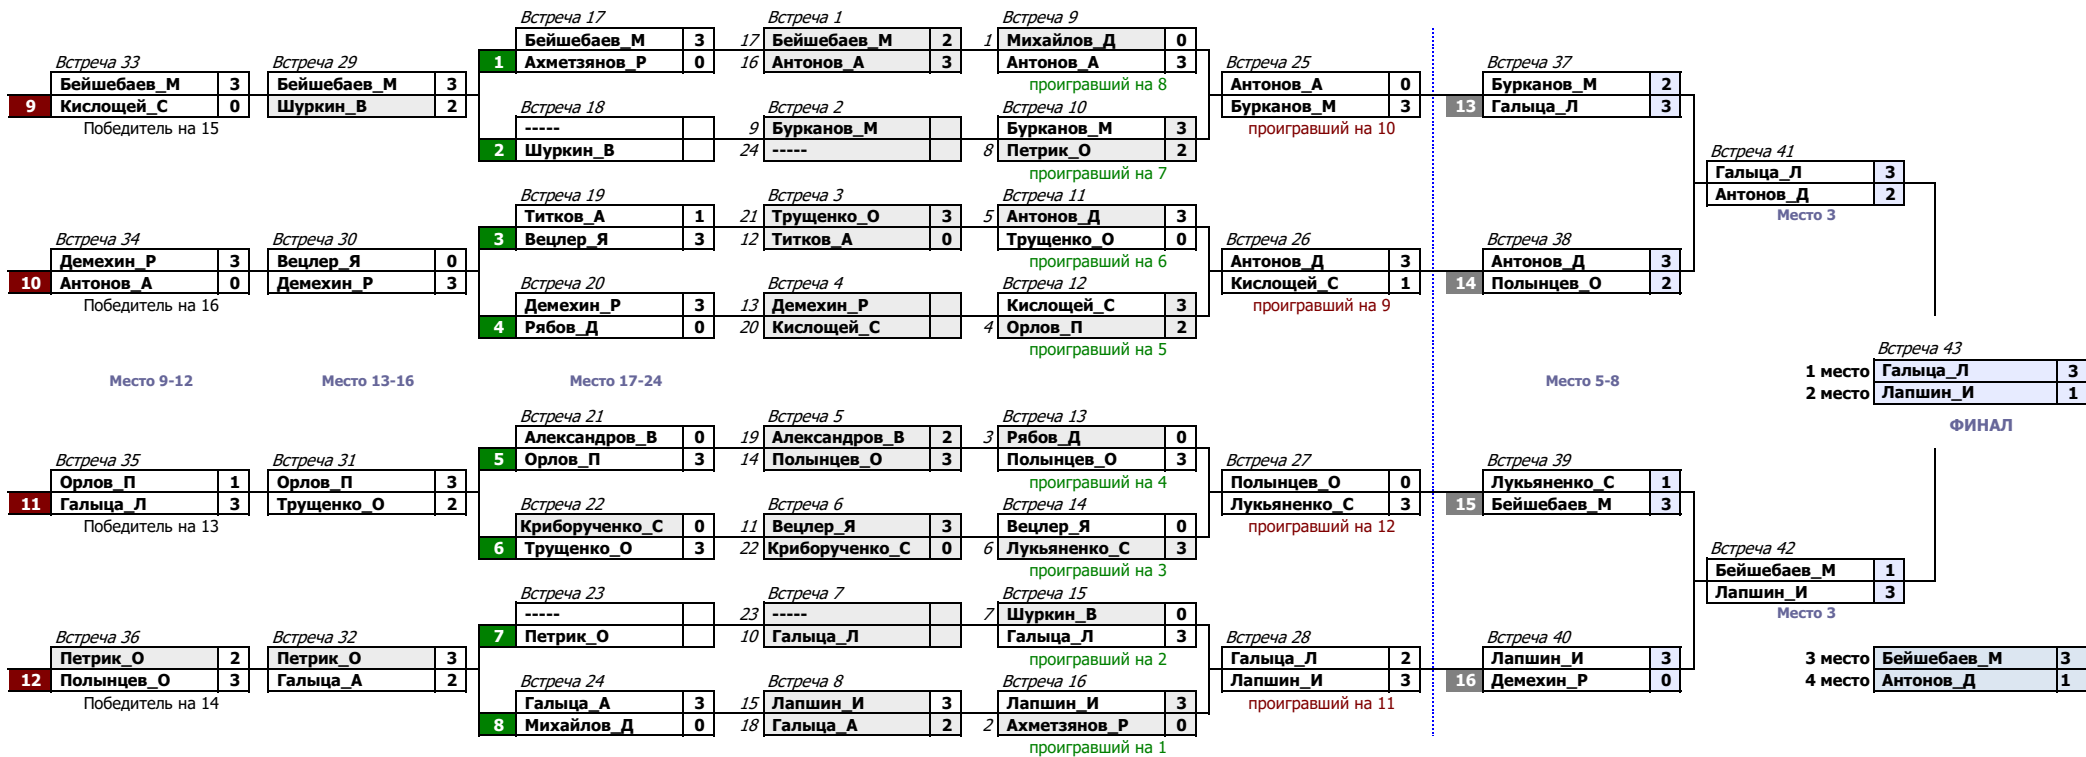 Встреча 17 Встреча 1 Встреча 9
Бейшебаев_М 3 17 Бейшебаев_М 2 1 Михайлов_Д 0
Встреча 33 Встреча 29 1 Ахметзянов_Р 0 16 Антонов_А 3 Антонов_А 3 Встреча 25 Встреча 37
Бейшебаев_М 3 Бейшебаев_М 3 проигравший на 8 Антонов_А 0 Бурканов_М 2
9 Кислощей_С 0 Шуркин_В 2 Встреча 18 Встреча 2 Встреча 10 Бурканов_М 3 13 Галыца_Л 3
Победитель на 15 ----- 9 Бурканов_М Бурканов_М 3 проигравший на 10
2 Шуркин_В 24 ----- 8 Петрик_О 2 Встреча 41
проигравший на 7 Галыца_Л 3
Встреча 19 Встреча 3 Встреча 11 Антонов_Д 2
Титков_А 1 21 Трущенко_О 3 5 Антонов_Д 3 Место 3
Встреча 34 Встреча 30 3 Вецлер_Я 3 12 Титков_А 0 Трущенко_О 0 Встреча 26 Встреча 38
Демехин_Р 3 Вецлер_Я 0 проигравший на 6 Антонов_Д 3 Антонов_Д 3
10 Антонов_А 0 Демехин_Р 3 Встреча 20 Встреча 4 Встреча 12 Кислощей_С 1 14 Полынцев_О 2
Победитель на 16 Демехин_Р 3 13 Демехин_Р Кислощей_С 3 проигравший на 9
4 Рябов_Д 0 20 Кислощей_С 4 Орлов_П 2
проигравший на 5 Встреча 43
1 место Галыца_Л 3
Место 9-12 Место 13-16 Место 17-24 Место 5-8
2 место Лапшин_И 1
Встреча 21 Встреча 5 Встреча 13
ФИНАЛ
Александров_В 0 19 Александров_В 2 3 Рябов_Д 0
Встреча 35 Встреча 31 5 Орлов_П 3 14 Полынцев_О 3 Полынцев_О 3 Встреча 27 Встреча 39
Орлов_П 1 Орлов_П 3 проигравший на 4 Полынцев_О 0 Лукьяненко_С 1
11 Галыца_Л 3 Трущенко_О 2 Встреча 22 Встреча 6 Встреча 14 Лукьяненко_С 3 15 Бейшебаев_М 3
Победитель на 13 Криборученко_С 0 11 Вецлер_Я 3 Вецлер_Я 0 проигравший на 12
6 Трущенко_О 3 22 Криборученко_С 0 6 Лукьяненко_С 3 Встреча 42
проигравший на 3 Бейшебаев_М 1
Встреча 23 Встреча 7 Встреча 15 Лапшин_И 3
----- 23 ----- 7 Шуркин_В 0 Место 3
Встреча 36 Встреча 32 7 Петрик_О 10 Галыца_Л Галыца_Л 3 Встреча 28 Встреча 40
Петрик_О 2 Петрик_О 3 проигравший на 2 Галыца_Л 2 Лапшин_И 3 3 место Бейшебаев_М 3
12 Полынцев_О 3 Галыца_А 2 Встреча 24 Встреча 8 Встреча 16 Лапшин_И 3 16 Демехин_Р 0 4 место Антонов_Д 1
Победитель на 14 Галыца_А 3 15 Лапшин_И 3 Лапшин_И 3 проигравший на 11
8 Михайлов_Д 0 18 Галыца_А 2 2 Ахметзянов_Р 0
проигравший на 1